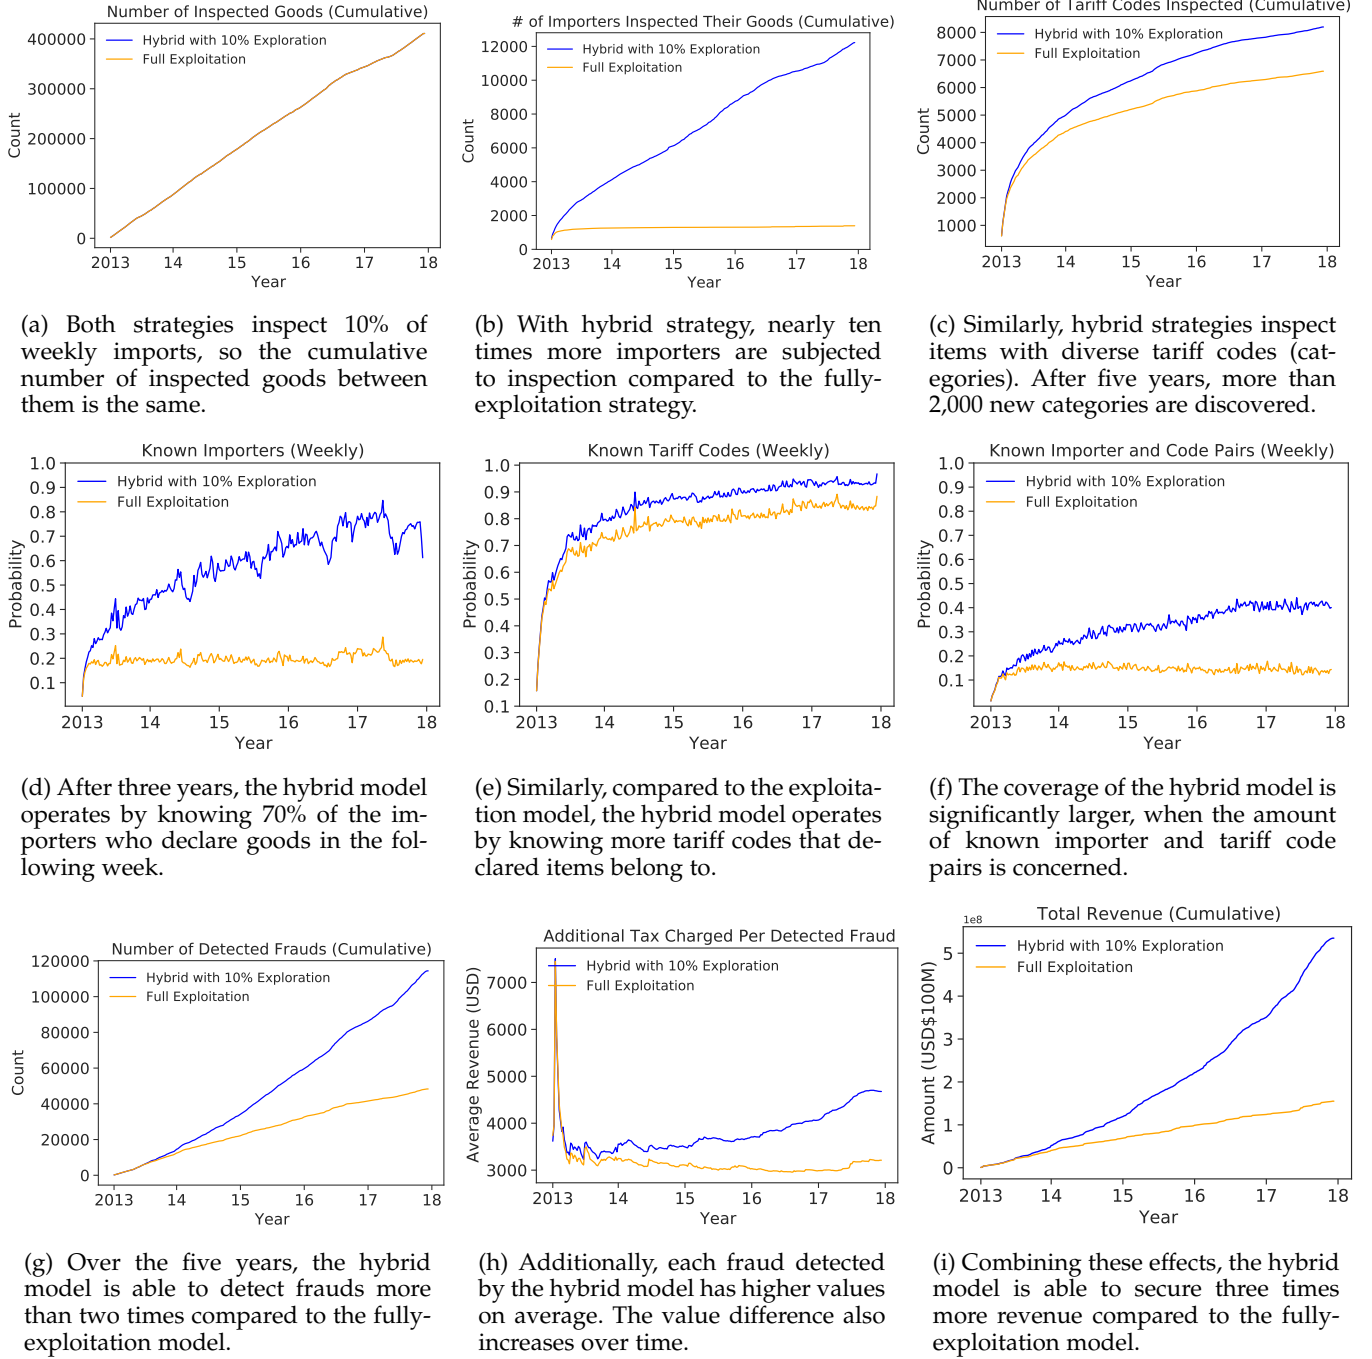 Number of Inspected Goods (Cumulative)
Hybrid with 10% Exploration
Full Exploitation
400000
300000
200000
100000
0
Count
2013 14 15 16 17 18
Year
(a) Both strategies inspect 10% of
weekly imports, so the cumulative
number of inspected goods between
them is the same.
# of Importers Inspected Their Goods (Cumulative)
Hybrid with 10% Exploration
Full Exploitation
12000
10000
8000
6000
4000
2000
0
Count
2013 14 15 16 17 18
Year
(b) With hybrid strategy, nearly ten
times more importers are subjected
to inspection compared to the fully-
exploitation strategy.
Number of Tariff Codes Inspected (Cumulative)
Hybrid with 10% Exploration
Full Exploitation
8000
7000
6000
5000
4000
3000
2000
1000
Count
2013 14 15 16 17 18
Year
(c) Similarly, hybrid strategies inspect
items with diverse tariff codes (cat-
egories). After five years, more than
2,000 new categories are discovered.
Known Importers (Weekly)
Hybrid with 10% Exploration
Full Exploitation
1.0
0.9
0.8
0.7
0.6
0.5
0.4
0.3
0.2
0.1
Probability
2013 14 15 16 17 18
Year
(d) After three years, the hybrid model
operates by knowing 70% of the im-
porters who declare goods in the fol-
lowing week.
Known Tariff Codes (Weekly)
Hybrid with 10% Exploration
Full Exploitation
1.0
0.9
0.8
0.7
0.6
0.5
0.4
0.3
0.2
0.1
Probability
2013 14 15 16 17 18
Year
(e) Similarly, compared to the exploita-
tion model, the hybrid model operates
by knowing more tariff codes that de-
clared items belong to.
Known Importer and Code Pairs (Weekly)
Hybrid with 10% Exploration
Full Exploitation
1.0
0.9
0.8
0.7
0.6
0.5
0.4
0.3
0.2
0.1
Probability
2013 14 15 16 17 18
Year
(f) The coverage of the hybrid model is
significantly larger, when the amount
of known importer and tariff code
pairs is concerned.
Number of Detected Frauds (Cumulative)
Hybrid with 10% Exploration
Full Exploitation
120000
100000
80000
60000
40000
20000
0
Count
2013 14 15 16 17 18
Year
(g) Over the five years, the hybrid
model is able to detect frauds more
than two times compared to the fully-
exploitation model.
Additional Tax Charged Per Detected Fraud
Hybrid with 10% Exploration
Full Exploitation
7000
6000
5000
4000
3000
Average Revenue (USD)
2013 14 15 16 17 18
Year
(h) Additionally, each fraud detected
by the hybrid model has higher values
on average. The value difference also
increases over time.
Total Revenue (Cumulative)
1e8
Hybrid with 10% Exploration
Full Exploitation
5
4
3
2
1
0
Amount (USD$100M)
2013 14 15 16 17 18
Year
(i) Combining these effects, the hybrid
model is able to secure three times
more revenue compared to the fully-
exploitation model.